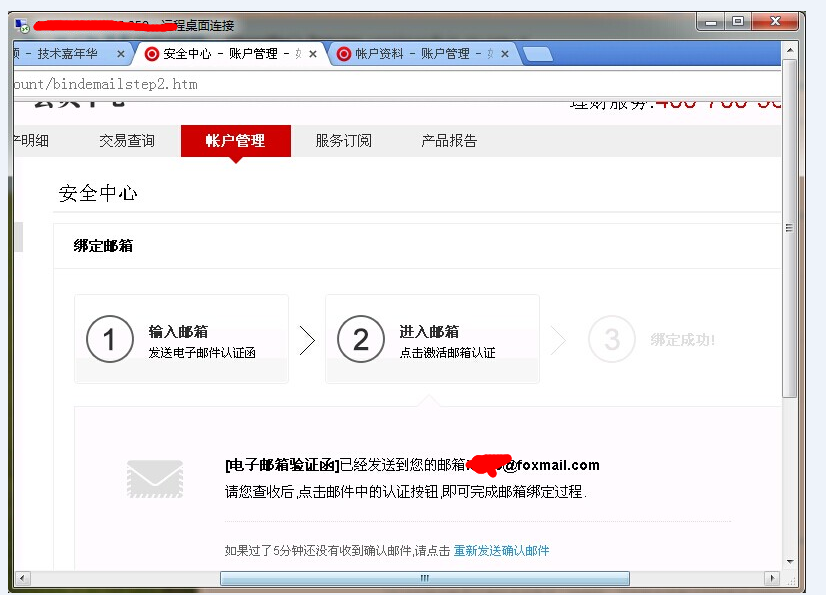 远程桌面连接
- 技术嘉年华
安全中心 - 账户管理 -
帐户资料 - 账户管理 -
ount/bindemailstep2.htm
理财服务:400-700-
明细
交易查询
帐户管理
服务订阅
产品报告
安全中心
绑定邮箱
1
输入邮箱
发送电子邮件认证函
2
进入邮箱
点击激活邮箱认证
3
绑定成功!
[电子邮箱验证函]已经发送到您的邮箱 @foxmail.com
请您查收后,点击邮件中的认证按钮,即可完成邮箱绑定过程.
如果过了5分钟还没有收到确认邮件,请点击 重新发送确认邮件